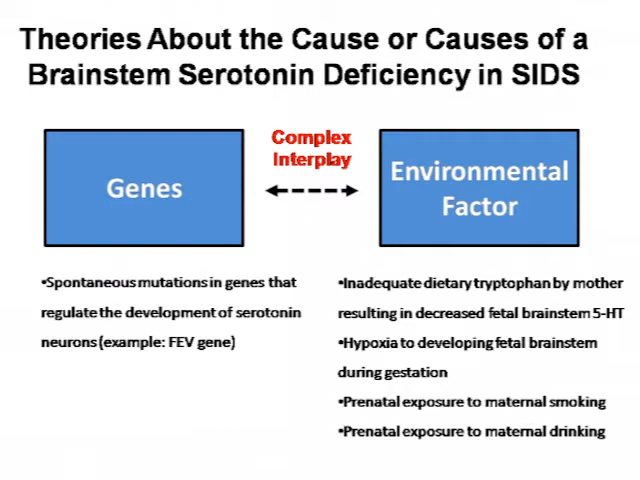 Theories About the Cause or Causes of a
Brainstem Serotonin Deficiency in SIDS
Complex
Interplay
Genes
Environmental
Factor
•Spontaneous mutations in genes that
regulate the development of serotonin
neurons (example: FEV gene)
•Inadequate dietary tryptophan by mother
resulting in decreased fetal brainstem 5-HT
•Hypoxia to developing fetal brainstem
during gestation
•Prenatal exposure to maternal smoking
•Prenatal exposure to maternal drinking